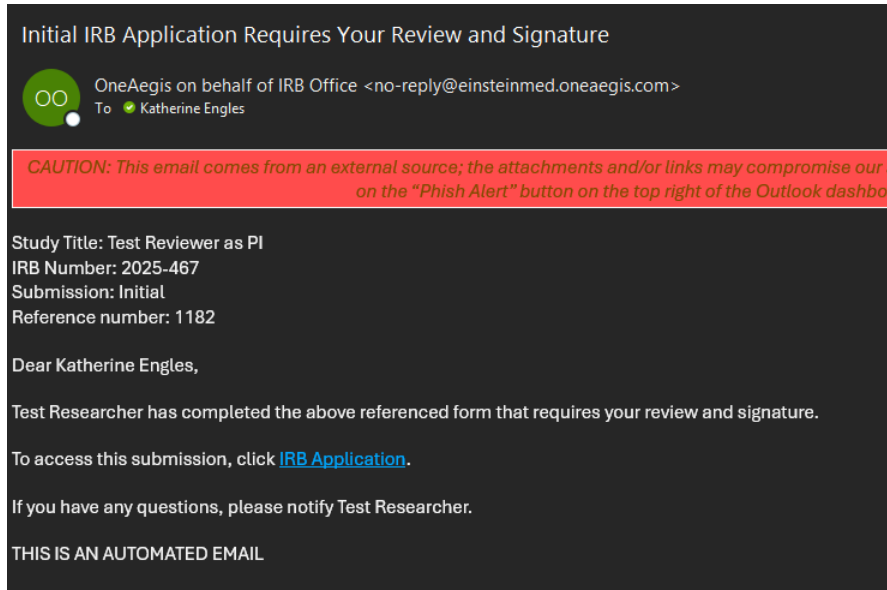 Initial IRB Application Requires Your Review and Signature
OO
OneAegis on behalf of IRB Office <no-reply@einsteinmed.oneaegis.com>
To Katherine Engles
CAUTION: This email comes from an external source; the attachments and/or links may compromise our
on the “Phish Alert” button on the top right of the Outlook
Study Title: Test Reviewer as PI
IRB Number: 2025-467
Submission: Initial
Reference number: 1182
Dear Katherine Engles,
Test Researcher has completed the above referenced form that requires your review and signature.
To access this submission, click IRB Application.
If you have any questions, please notify Test Researcher.
THIS IS AN AUTOMATED EMAIL